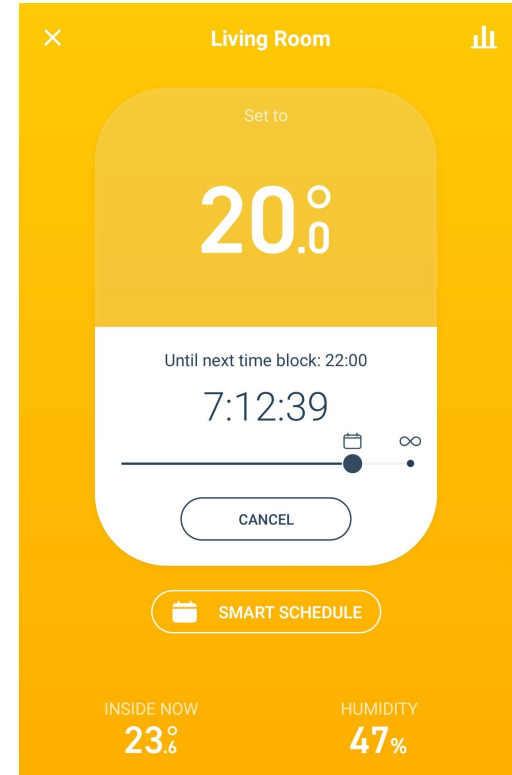 Living Room
Set to
20.0°
Until next time block: 22:00
7:12:39
CANCEL
SMART SCHEDULE
INSIDE NOW HUMIDITY
23.6° 47%